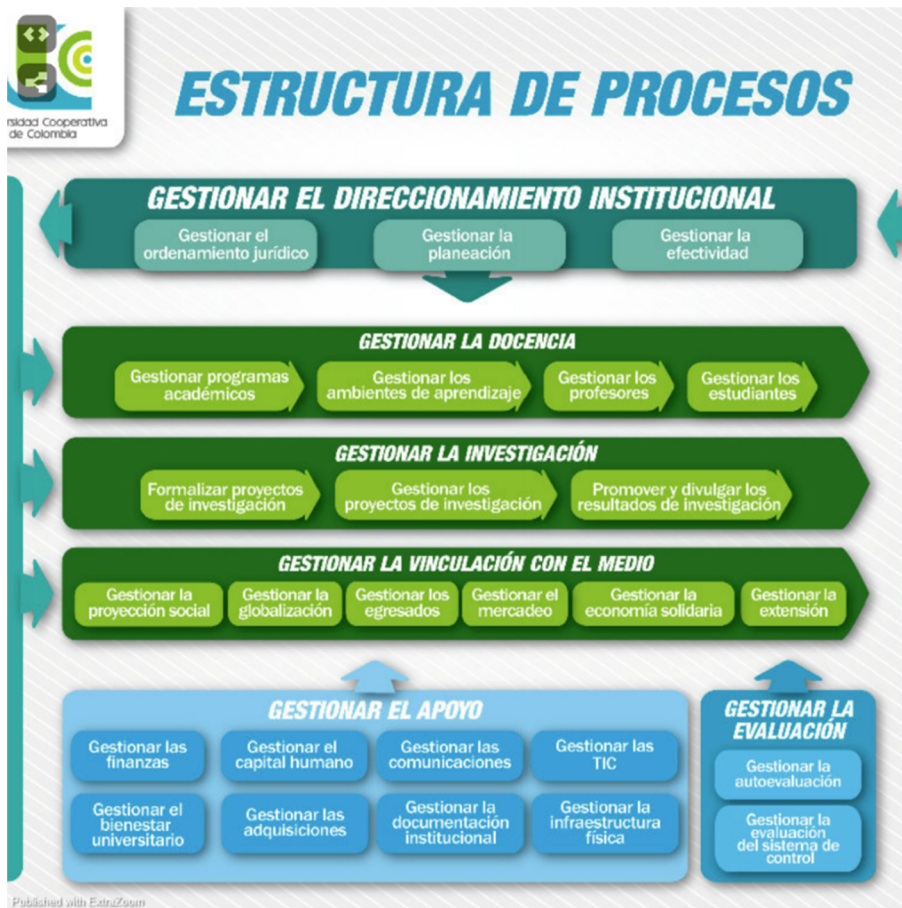 ESTRUCTURA DE PROCESOS
rsidad Cooperativa
de Colombia
GESTIONAR EL DIRECCIONAMIENTO INSTITUCIONAL
Gestionar el
ordenamiento jurídico
Gestionar la
planeación
Gestionar la
efectividad
GESTIONAR LA DOCENCIA
Gestionar programas
académicos
Gestionar los
ambientes de aprendizaje
Gestionar los
profesores
Gestionar los
estudiantes
GESTIONAR LA INVESTIGACIÓN
Formalizar proyectos
de investigación
Gestionar los
proyectos de investigación
Promover y divulgar los
resultados de investigación
GESTIONAR LA VINCULACIÓN CON EL MEDIO
Gestionar la
proyección social
Gestionar la
globalización
Gestionar los
egresados
Gestionar el
mercadeo
Gestionar la
economía solidaria
Gestionar la
extensión
GESTIONAR EL APOYO
Gestionar las
finanzas
Gestionar el
capital humano
Gestionar las
comunicaciones
Gestionar las
TIC
Gestionar el
bienestar
universitario
Gestionar las
adquisiciones
Gestionar la
documentación
institucional
Gestionar la
infraestructura
física
GESTIONAR LA
EVALUACIÓN
Gestionar la
autoevaluación
Gestionar la
evaluación
del sistema de
control
Published with ExtraZoom